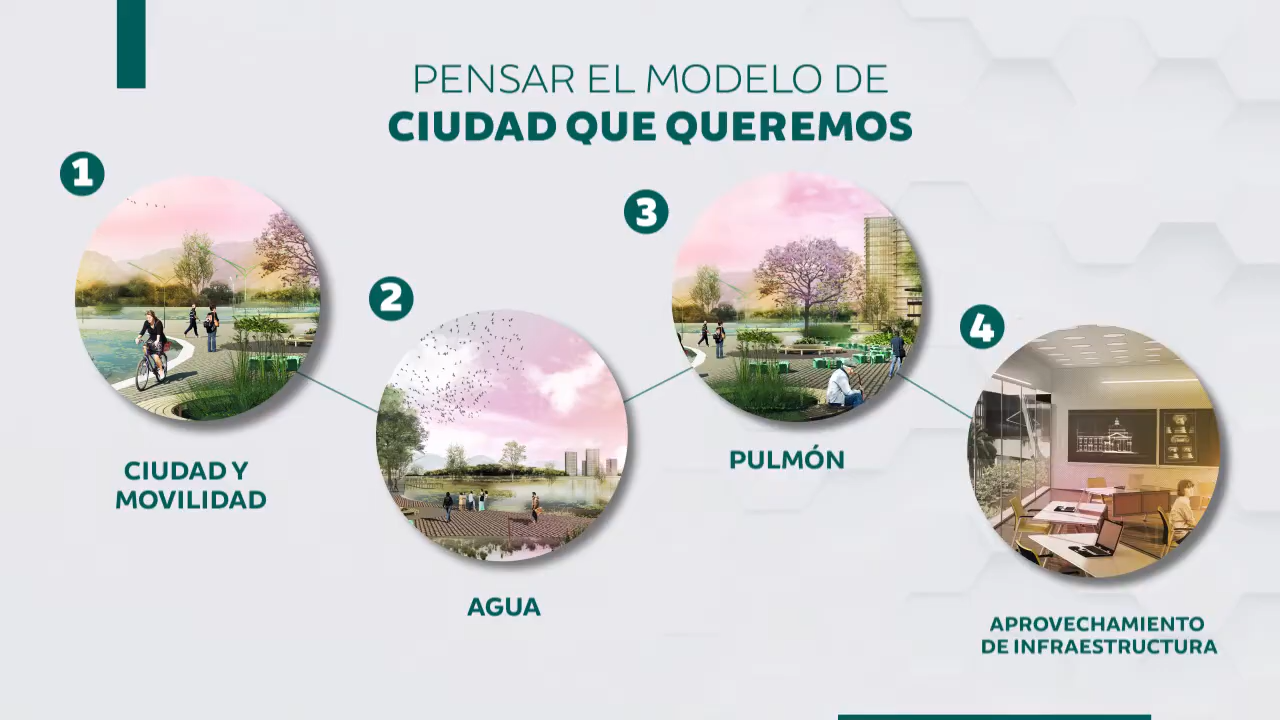 PENSAR EL MODELO DE
CIUDAD QUE QUEREMOS
1
CIUDAD Y
MOVILIDAD
2
AGUA
3
PULMÓN
4
APROVECHAMIENTO
DE INFRAESTRUCTURA